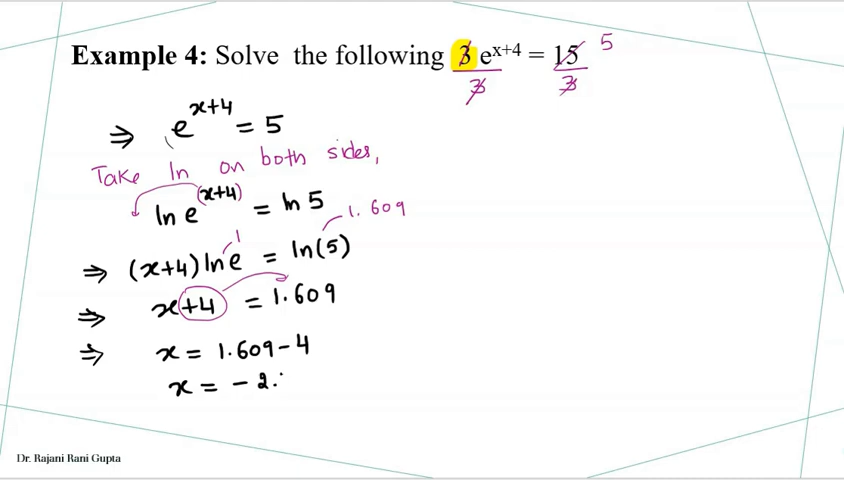 Example 4: Solve the following 3 e^{x+4} = 15 5
3 3
⇒ e^{x+4} = 5
Take ln on both sides,
ln e^{(x+4)} = ln 5
1.609
⇒ (x+4) ln e = ln(5)
1
⇒ x+4 = 1.609
⇒ x = 1.609 - 4
x = - 2.
Dr. Rajani Rani Gupta